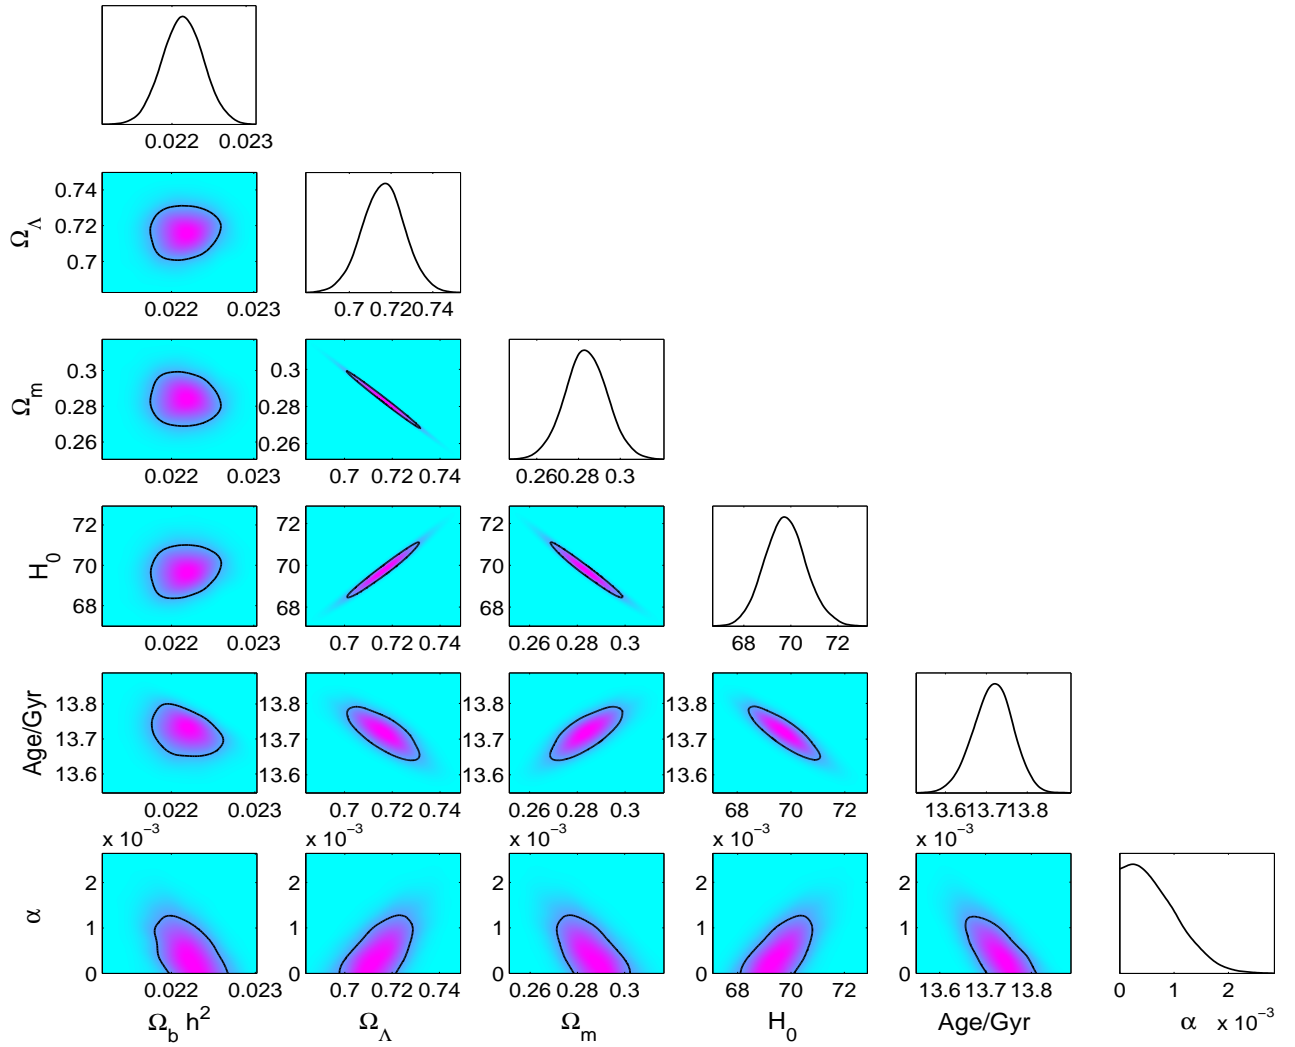 0.022 0.023
Ω_Λ 0.74 0.72 0.7
0.022 0.023 0.7 0.72 0.74
Ω_m 0.3 0.28 0.26 0.3 0.28 0.26
0.022 0.023 0.7 0.72 0.74 0.26 0.28 0.3
H_0 72 70 68 72 70 68 72 70 68
0.022 0.023 0.7 0.72 0.74 0.26 0.28 0.3 68 70 72
Age/Gyr 13.8 13.7 13.6 13.8 13.7 13.6 13.8 13.7 13.6 13.8 13.7 13.6
0.022 0.023 0.7 0.72 0.74 0.26 0.28 0.3 68 70 72 13.6 13.7 13.8
x 10^−3 x 10^−3 x 10^−3 x 10^−3 x 10^−3
α 2 1 0 2 1 0 2 1 0 2 1 0 2 1 0
0.022 0.023 0.7 0.72 0.74 0.26 0.28 0.3 68 70 72 13.6 13.7 13.8 0 1 2
Ω_b h^2 Ω_Λ Ω_m H_0 Age/Gyr α x 10^−3